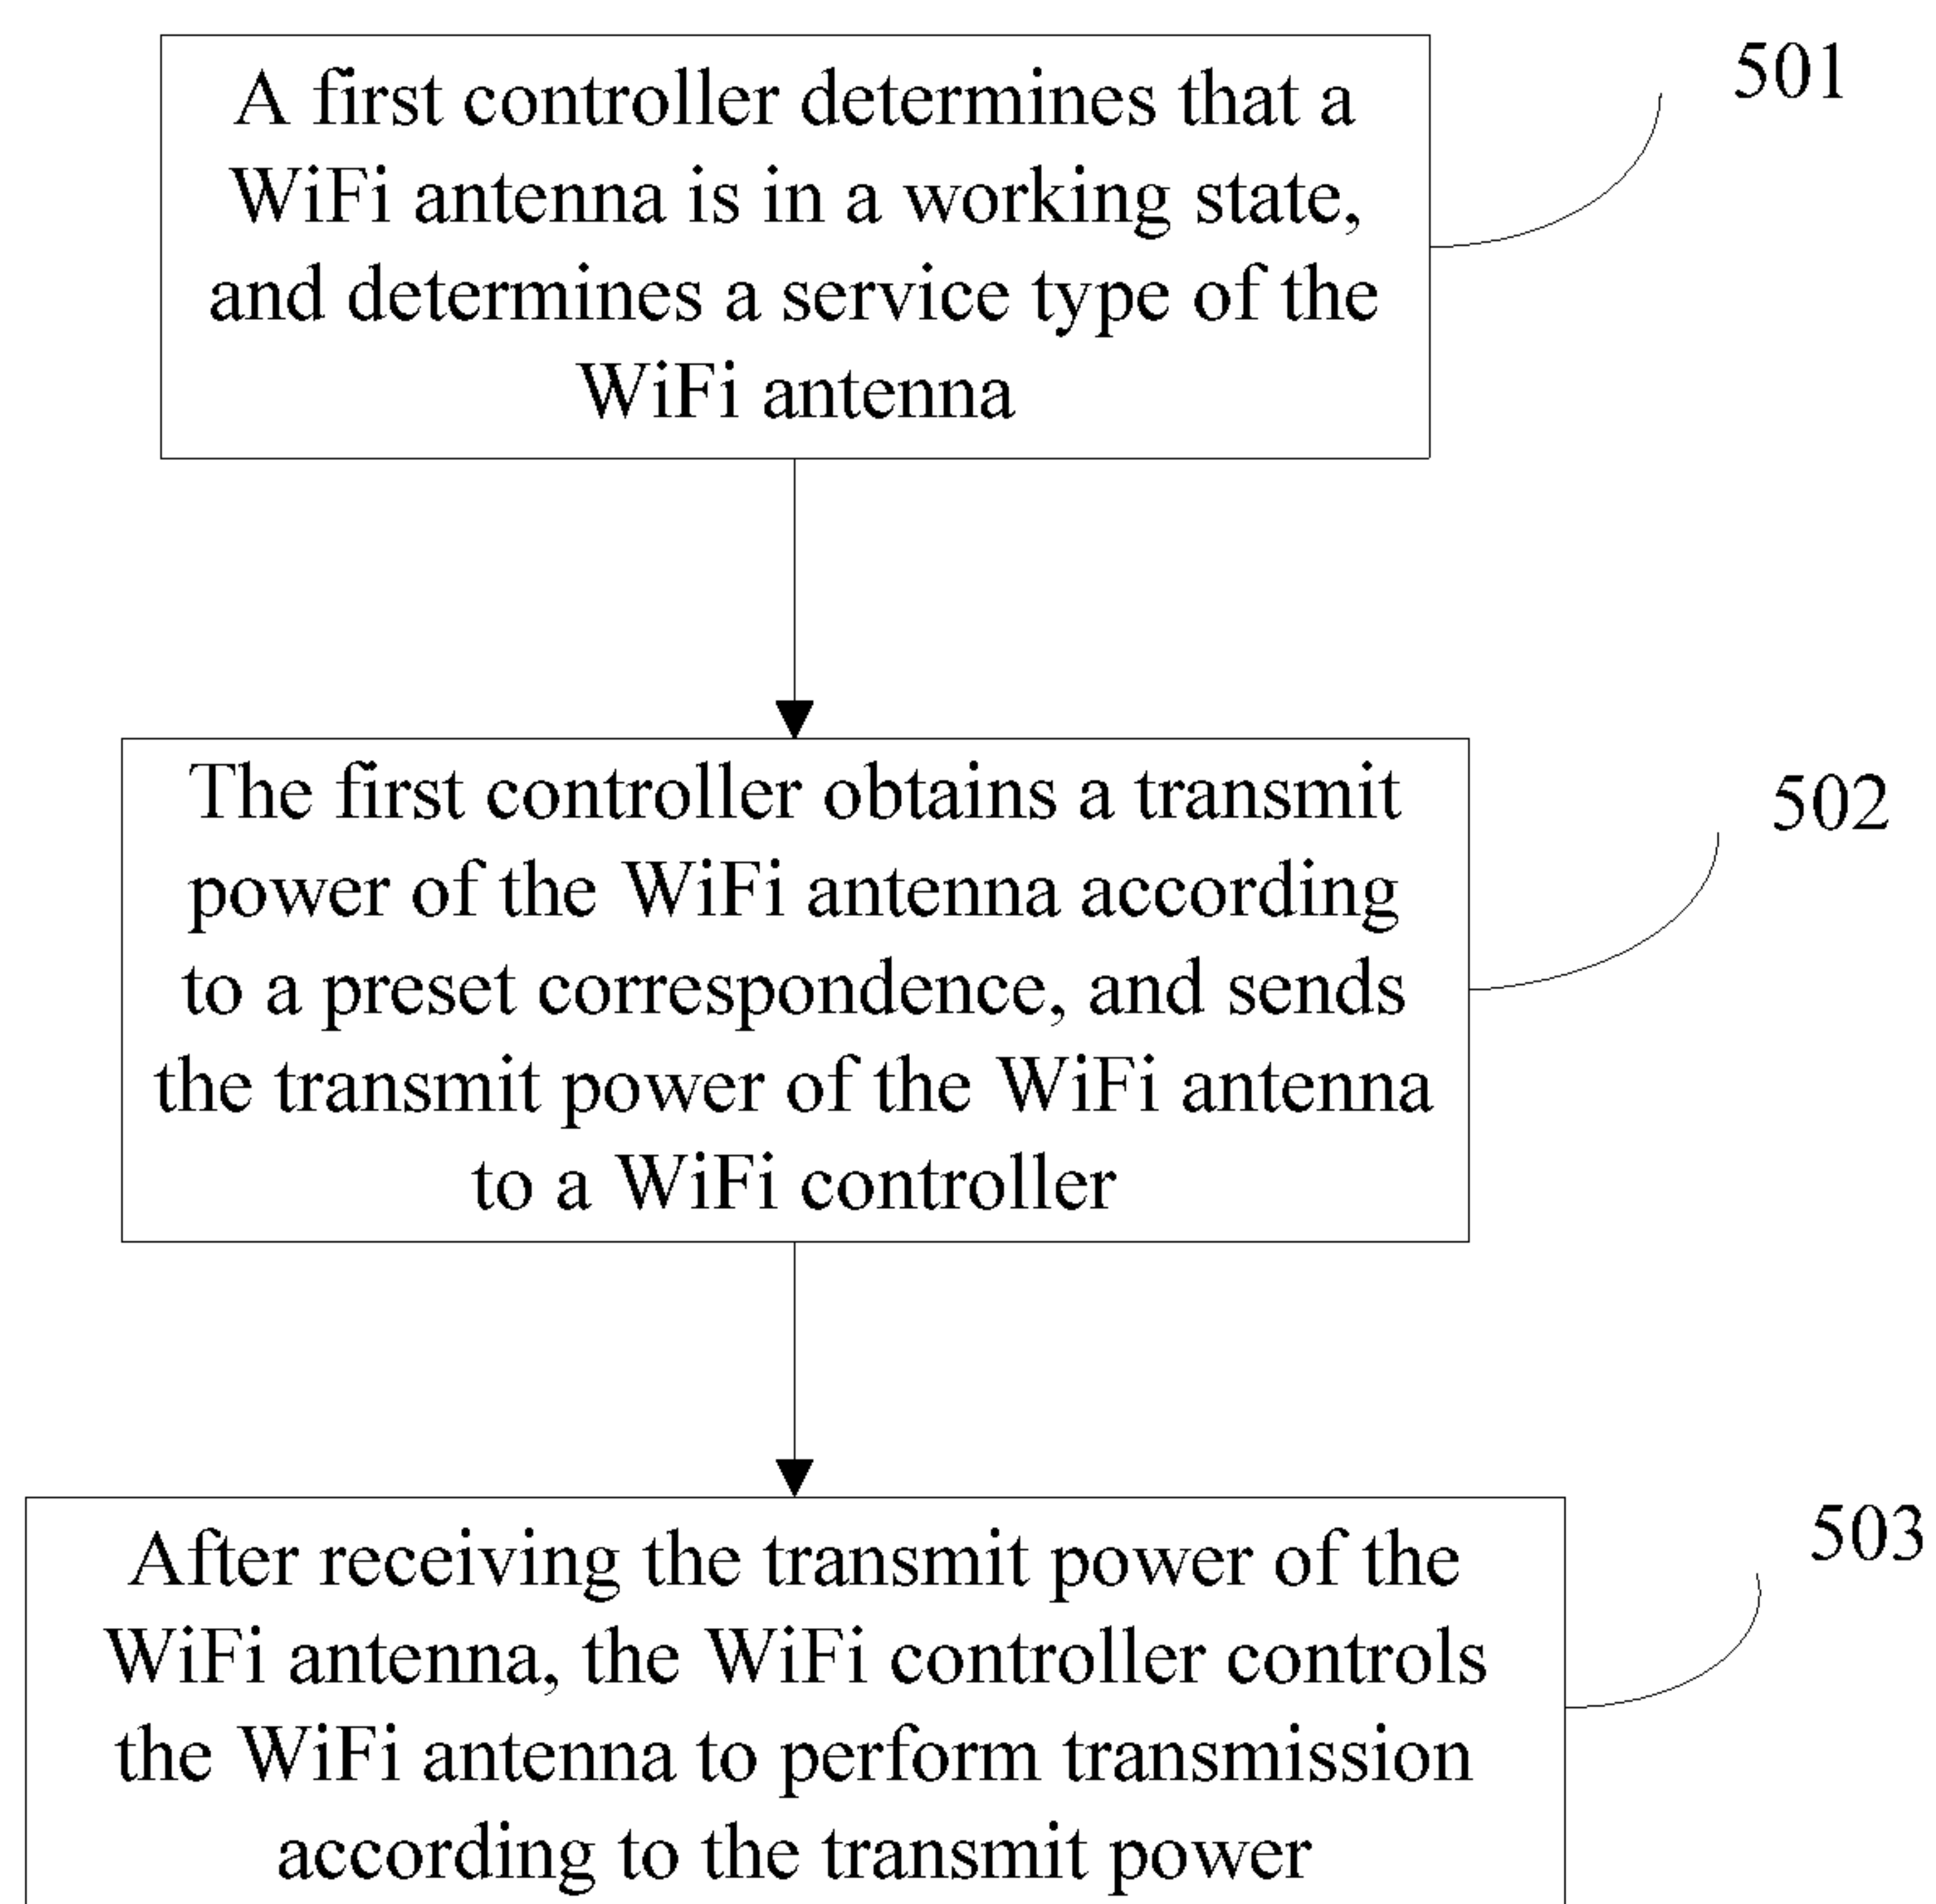 A first controller determines that a
WiFi antenna is in a working state,
and determines a service type of the
WiFi antenna
501
The first controller obtains a transmit
power of the WiFi antenna according
to a preset correspondence, and sends
the transmit power of the WiFi antenna
to a WiFi controller
502
After receiving the transmit power of the
WiFi antenna, the WiFi controller controls
the WiFi antenna to perform transmission
according to the transmit power
503